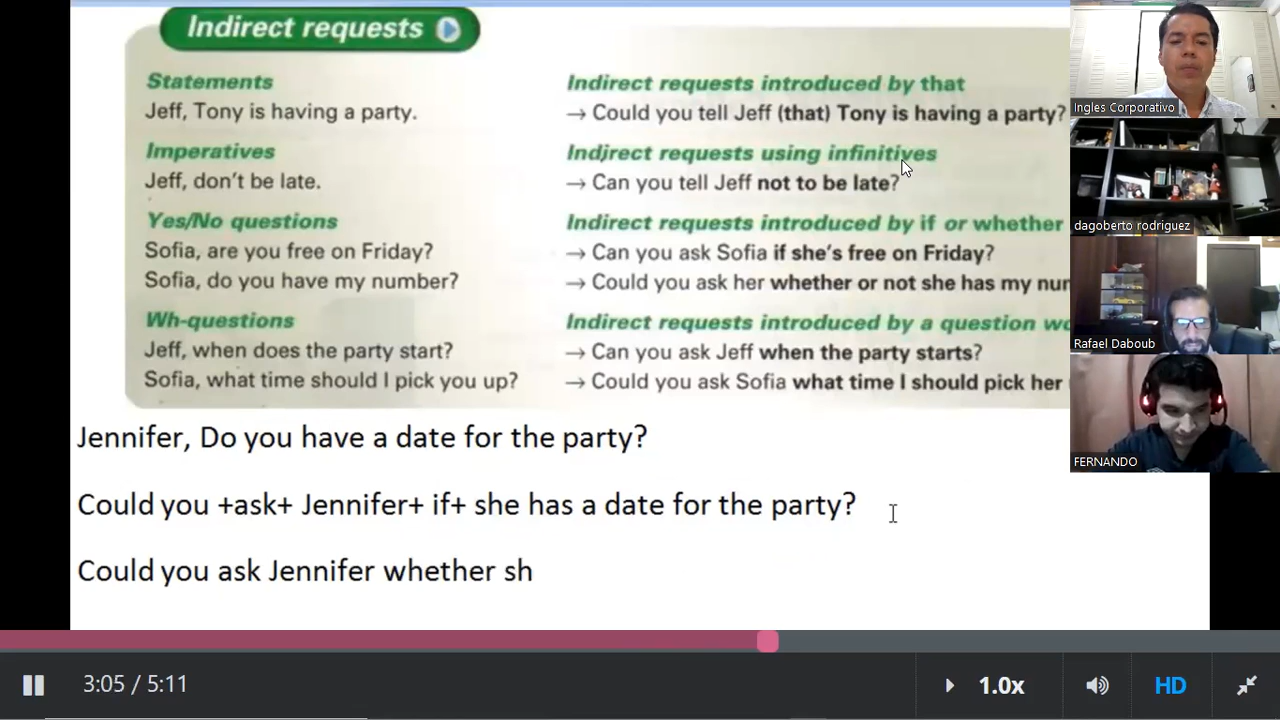 Indirect requests
Statements
Jeff, Tony is having a party.
Imperatives
Jeff, don't be late.
Yes/No questions
Sofia, are you free on Friday?
Sofia, do you have my number?
Wh-questions
Jeff, when does the party start?
Sofia, what time should I pick you up?
Indirect requests introduced by that
→ Could you tell Jeff (that) Tony is having a party?
Indirect requests using infinitives
→ Can you tell Jeff not to be late?
Indirect requests introduced by if or whether
→ Can you ask Sofia if she's free on Friday?
→ Could you ask her whether or not she has my nu
Indirect requests introduced by a question wo
→ Can you ask Jeff when the party starts?
→ Could you ask Sofia what time I should pick her
Jennifer, Do you have a date for the party?
Could you +ask+ Jennifer+ if+ she has a date for the party?
Could you ask Jennifer whether sh
Ingles Corporativo
dagoberto rodriguez
Rafael Daboub
FERNANDO
3:05 / 5:11
1.0x
HD